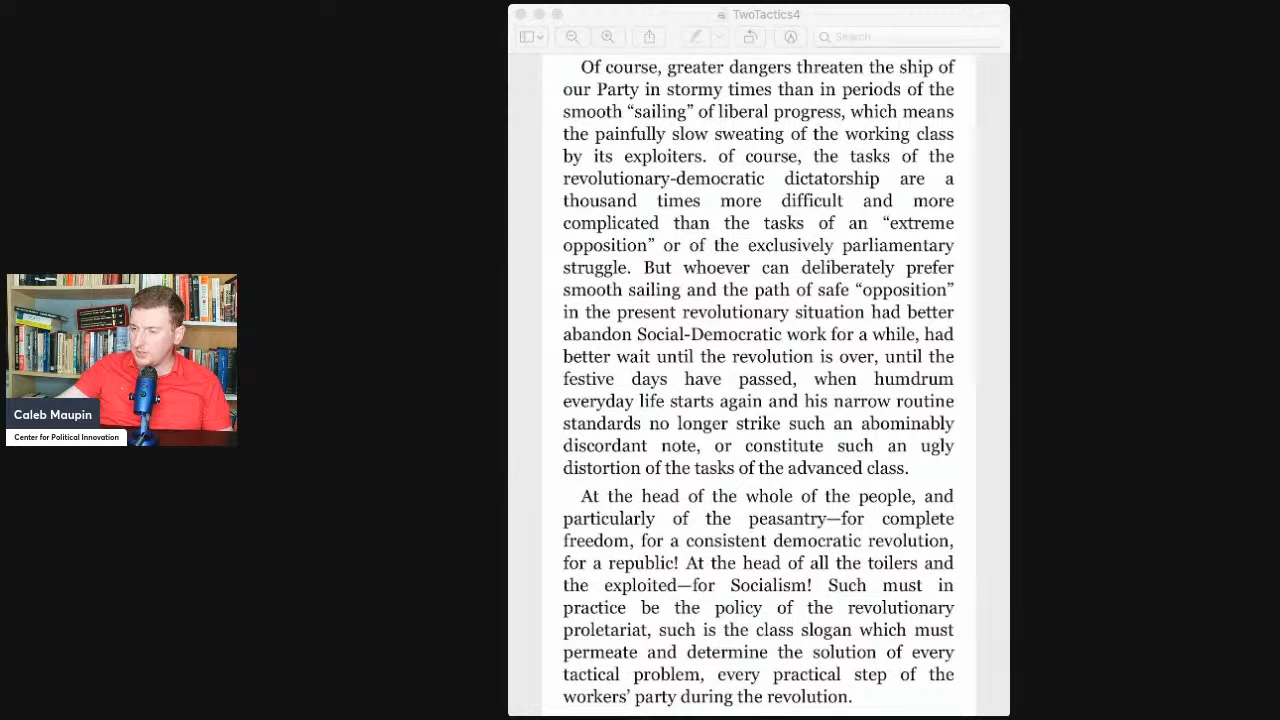 TwoTactics4
Search
Of course, greater dangers threaten the ship of
our Party in stormy times than in periods of the
smooth “sailing” of liberal progress, which means
the painfully slow sweating of the working class
by its exploiters. of course, the tasks of the
revolutionary-democratic dictatorship are a
thousand times more difficult and more
complicated than the tasks of an “extreme
opposition” or of the exclusively parliamentary
struggle. But whoever can deliberately prefer
smooth sailing and the path of safe “opposition”
in the present revolutionary situation had better
abandon Social-Democratic work for a while, had
better wait until the revolution is over, until the
festive days have passed, when humdrum
everyday life starts again and his narrow routine
standards no longer strike such an abominably
discordant note, or constitute such an ugly
distortion of the tasks of the advanced class.
At the head of the whole of the people, and
particularly of the peasantry—for complete
freedom, for a consistent democratic revolution,
for a republic! At the head of all the toilers and
the exploited—for Socialism! Such must in
practice be the policy of the revolutionary
proletariat, such is the class slogan which must
permeate and determine the solution of every
tactical problem, every practical step of the
workers’ party during the revolution.
Caleb Maupin
Center for Political Innovation